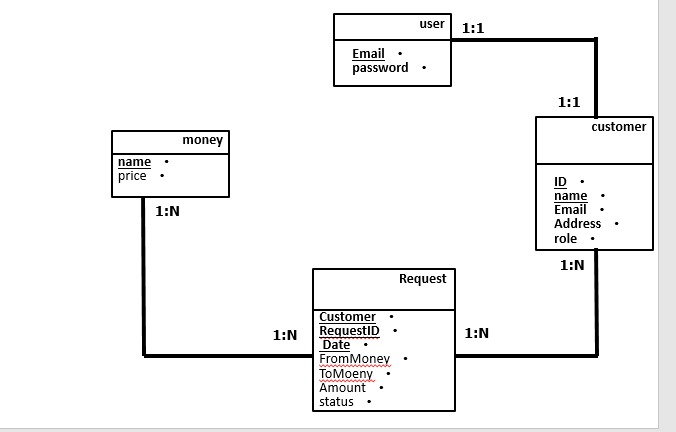 user
1:1
Email •
password •
1:1
customer
ID •
name •
Email •
Address •
role •
1:N
money
name •
price •
1:N
Request
1:N
1:N
Customer •
RequestID •
Date •
FromMoney •
ToMoeny •
Amount •
status •